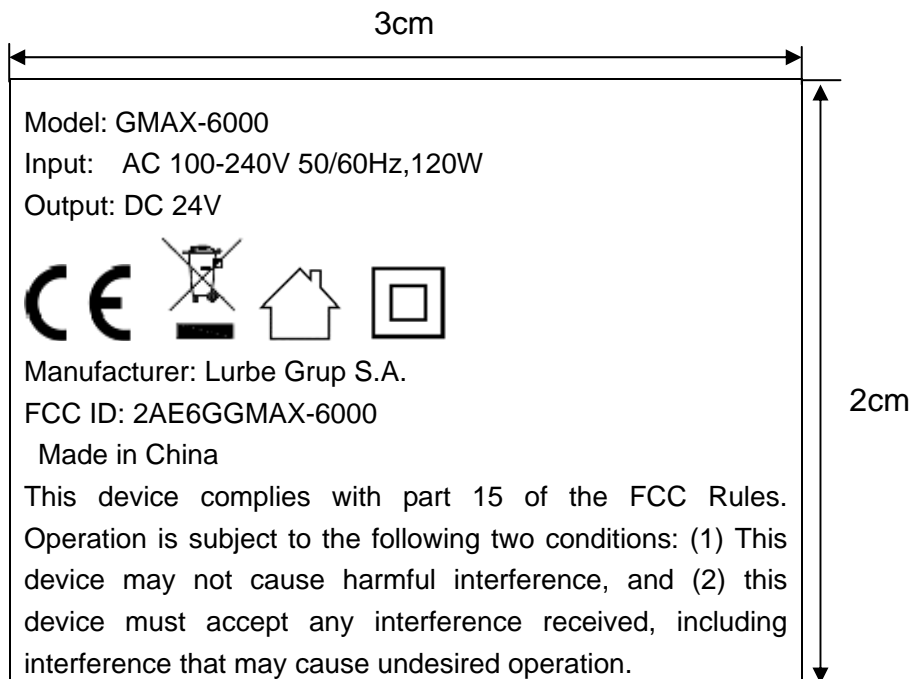 3cm
Model: GMAX-6000
Input: AC 100-240V 50/60Hz,120W
Output: DC 24V
CE
Manufacturer: Lurbe Grup S.A.
FCC ID: 2AE6GGMAX-6000
Made in China
This device complies with part 15 of the FCC Rules.
Operation is subject to the following two conditions: (1) This
device may not cause harmful interference, and (2) this
device must accept any interference received, including
interference that may cause undesired operation.
2cm